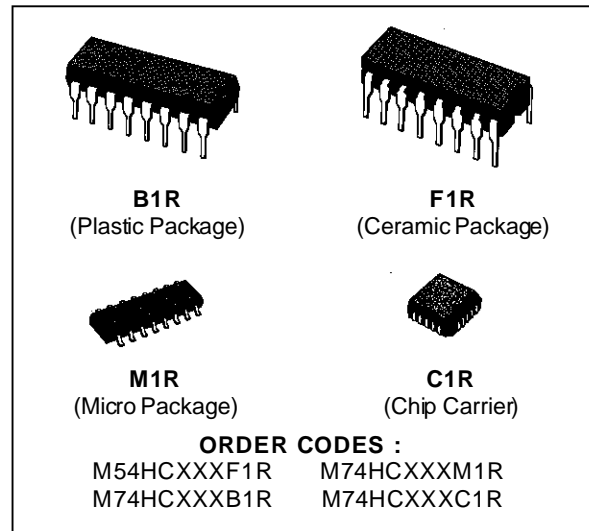 B1R
(Plastic Package)
F1R
(Ceramic Package)
M1R
(Micro Package)
C1R
(Chip Carrier)
ORDER CODES :
M54HCXXXF1R M74HCXXXM1R
M74HCXXXB1R M74HCXXXC1R